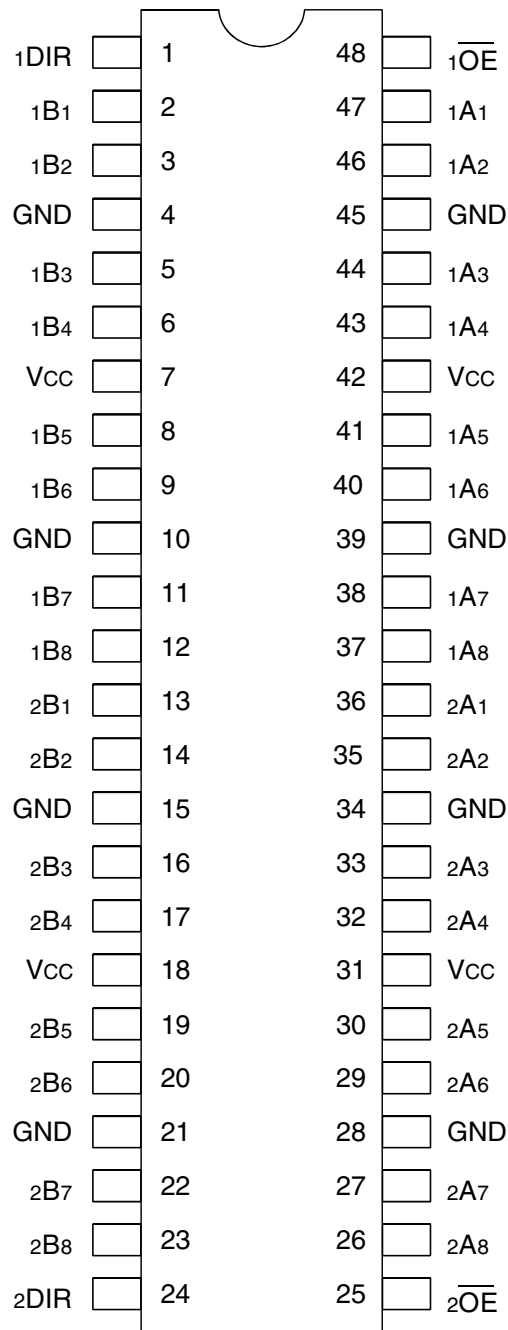 1DIR 1 48 1O̅E̅
1B1 2 47 1A1
1B2 3 46 1A2
GND 4 45 GND
1B3 5 44 1A3
1B4 6 43 1A4
VCC 7 42 VCC
1B5 8 41 1A5
1B6 9 40 1A6
GND 10 39 GND
1B7 11 38 1A7
1B8 12 37 1A8
2B1 13 36 2A1
2B2 14 35 2A2
GND 15 34 GND
2B3 16 33 2A3
2B4 17 32 2A4
VCC 18 31 VCC
2B5 19 30 2A5
2B6 20 29 2A6
GND 21 28 GND
2B7 22 27 2A7
2B8 23 26 2A8
2DIR 24 25 2O̅E̅